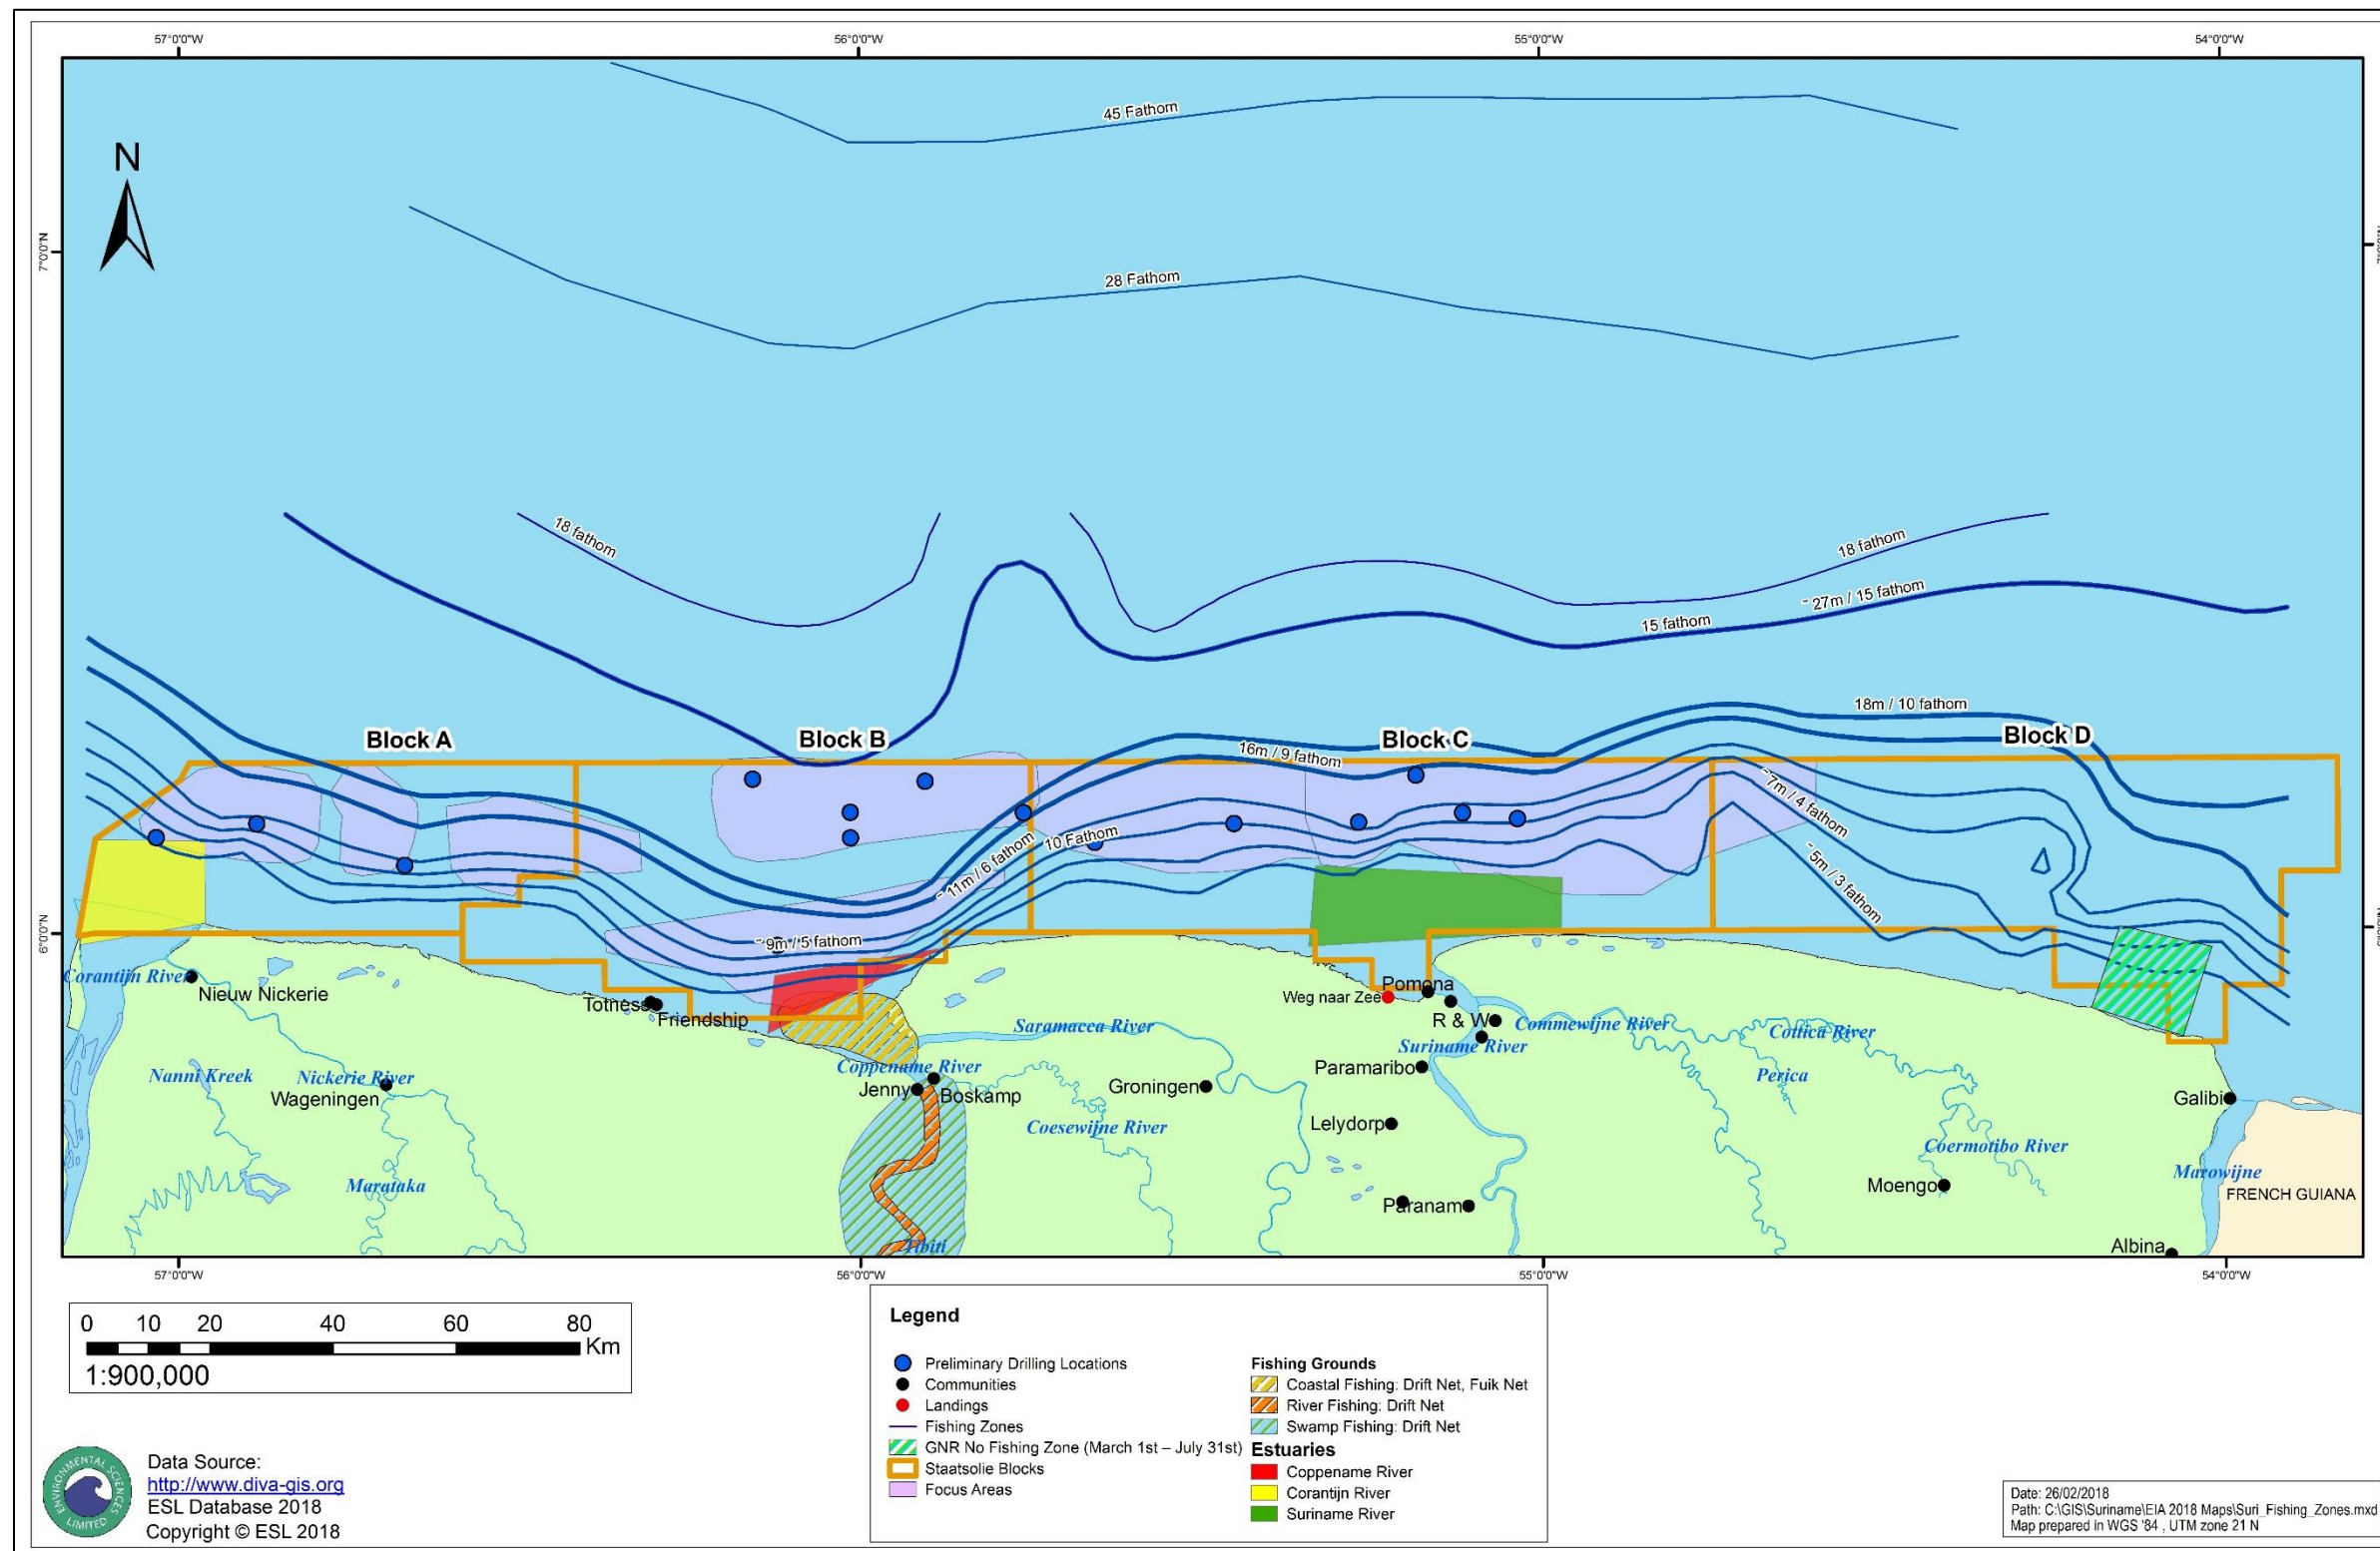 57°0'0"W
56°0'0"W
55°0'0"W
54°0'0"W
45 Fathom
N
28 Fathom
7°0'0"N
18 fathom
18 fathom
~ 27m / 15 fathom
15 fathom
18m / 10 fathom
Block A
Block B
Block C
Block D
16m / 9 fathom
~7m / 4 fathom
10 Fathom
~ 11m / 6 fathom
~ 5m / 3 fathom
~ 9m / 5 fathom
6°0'0"N
Corantijn River
Nieuw Nickerie
Totness
Friendship
Weg naar Zee
Pomona
R & W
Saramacca River
Commewijne River
Cottica River
Suriname River
Coppename River
Paramaribo
Perica
Nanni Kreek
Nickerie River
Wageningen
Jenny
Boskamp
Groningen
Galibi
Lelydorp
Coesewijne River
Coermotibo River
Marataka
Moengo
Marowijne
FRENCH GUIANA
Paranam
Tibiti
Albina
57°0'0"W
56°0'0"W
55°0'0"W
54°0'0"W
0 10 20 40 60 80
Km
1:900,000
Legend
Preliminary Drilling Locations
Communities
Landings
Fishing Zones
GNR No Fishing Zone (March 1st – July 31st)
Staatsolie Blocks
Focus Areas
Fishing Grounds
Coastal Fishing: Drift Net, Fuik Net
River Fishing: Drift Net
Swamp Fishing: Drift Net
Estuaries
Coppename River
Corantijn River
Suriname River
ENVIRONMENTAL SCIENCES
LIMITED
Data Source:
http://www.diva-gis.org
ESL Database 2018
Copyright © ESL 2018
Date: 26/02/2018
Path: C:\GIS\Suriname\EIA 2018 Maps\Suri_Fishing_Zones.mxd
Map prepared in WGS '84 , UTM zone 21 N